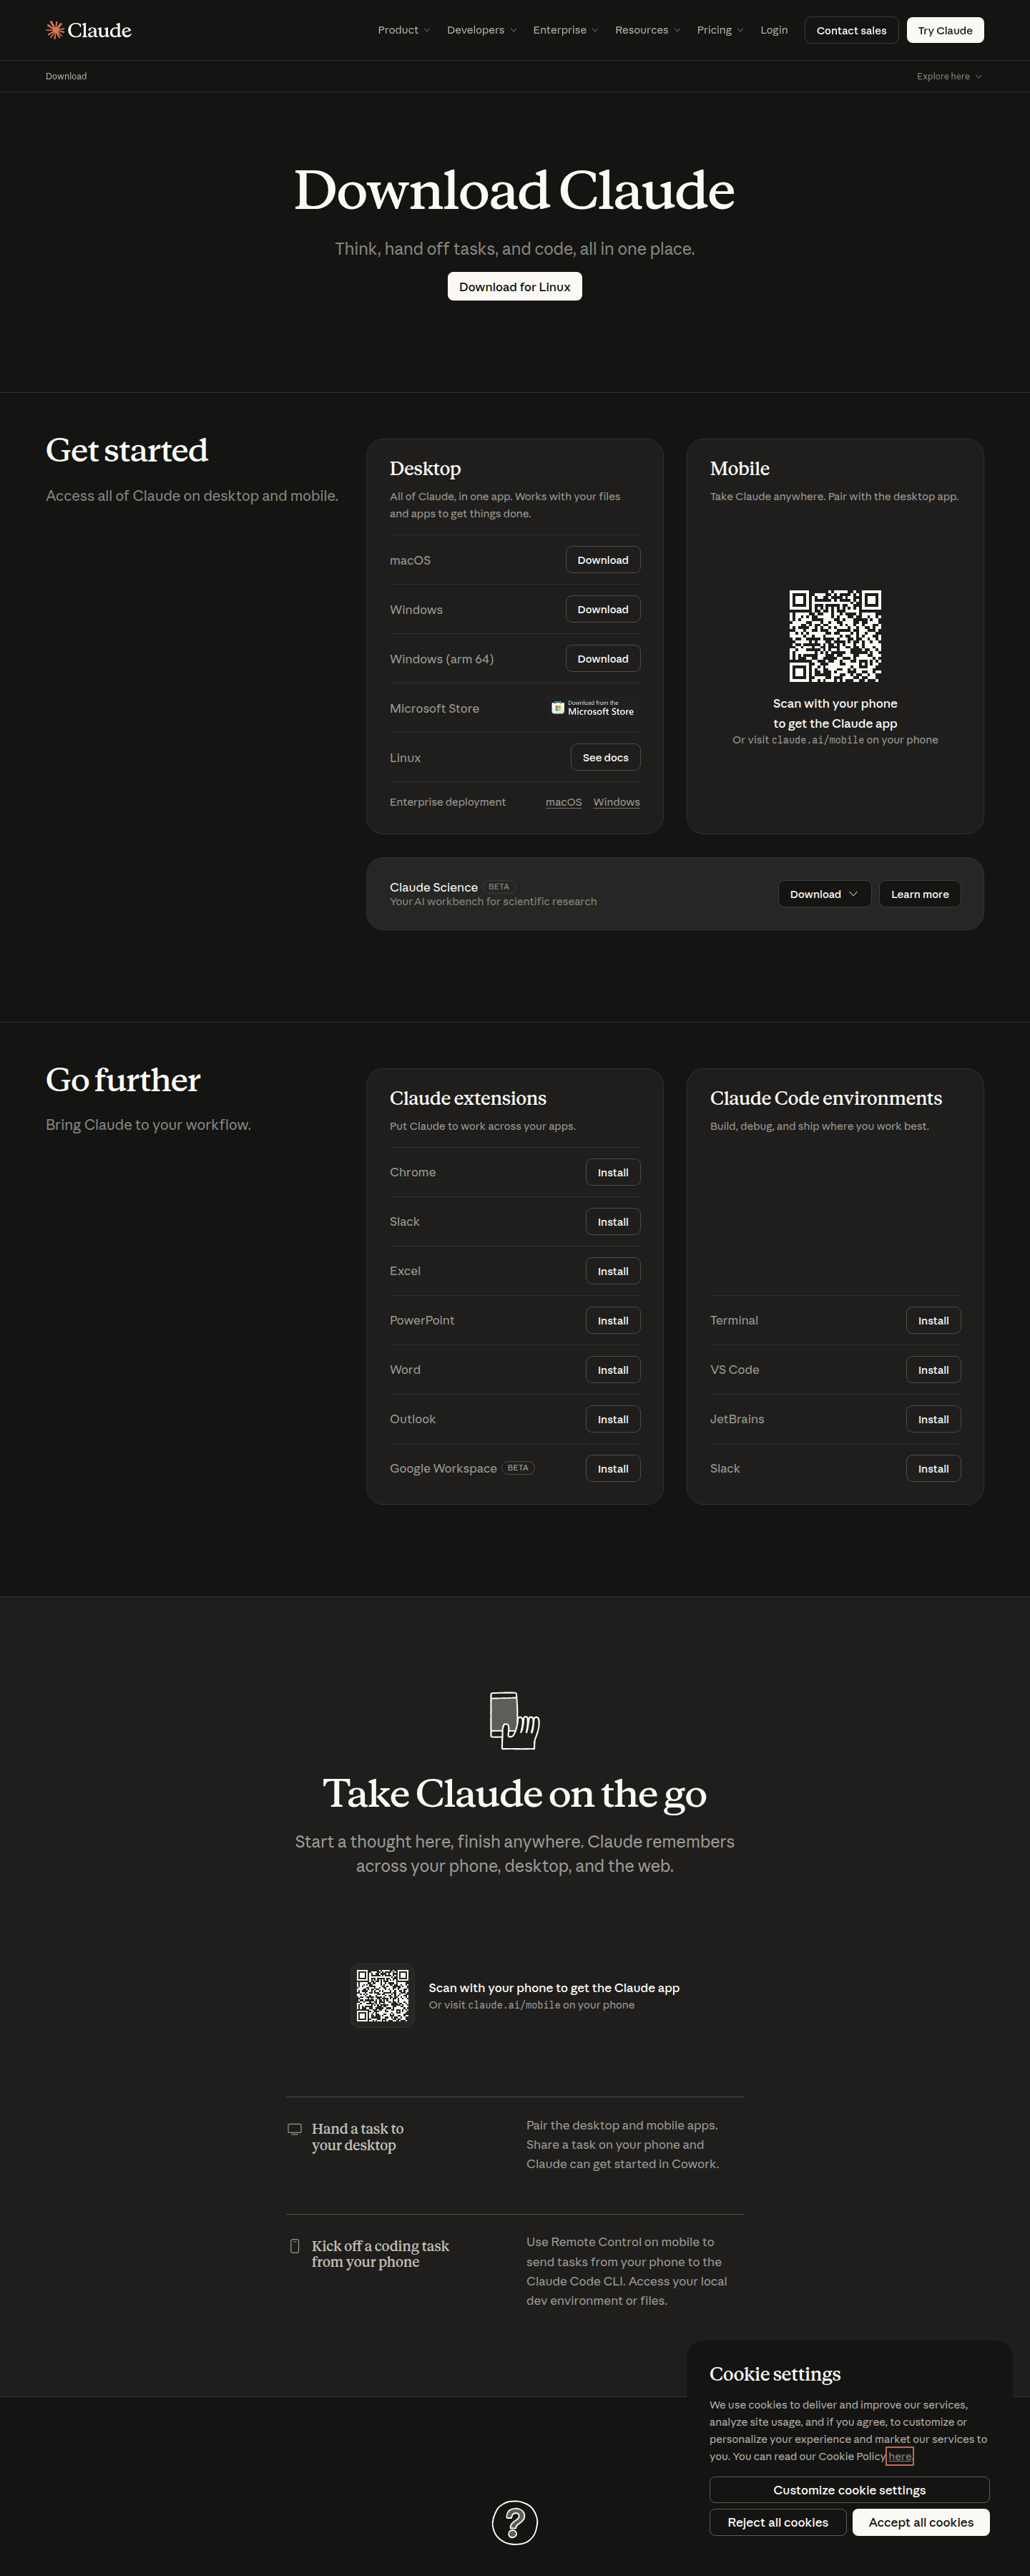 Claude
Product
Developers
Enterprise
Resources
Pricing
Login
Contact sales
Try Claude
Download
Explore here
Download Claude
Think, hand off tasks, and code, all in one place.
Download for Linux
Get started
Access all of Claude on desktop and mobile.
Desktop
All of Claude, in one app. Works with your files
and apps to get things done.
macOS
Download
Windows
Download
Windows (arm 64)
Download
Microsoft Store
Download from the
Microsoft Store
Linux
See docs
Enterprise deployment
macOS
Windows
Mobile
Take Claude anywhere. Pair with the desktop app.
Scan with your phone
to get the Claude app
Or visit claude.ai/mobile on your phone
Claude Science BETA
Your AI workbench for scientific research
Download
Learn more
Go further
Bring Claude to your workflow.
Claude extensions
Put Claude to work across your apps.
Chrome
Install
Slack
Install
Excel
Install
PowerPoint
Install
Word
Install
Outlook
Install
Google Workspace BETA
Install
Claude Code environments
Build, debug, and ship where you work best.
Terminal
Install
VS Code
Install
JetBrains
Install
Slack
Install
Take Claude on the go
Start a thought here, finish anywhere. Claude remembers
across your phone, desktop, and the web.
Scan with your phone to get the Claude app
Or visit claude.ai/mobile on your phone
Hand a task to
your desktop
Pair the desktop and mobile apps.
Share a task on your phone and
Claude can get started in Cowork.
Kick off a coding task
from your phone
Use Remote Control on mobile to
send tasks from your phone to the
Claude Code CLI. Access your local
dev environment or files.
Cookie settings
We use cookies to deliver and improve our services,
analyze site usage, and if you agree, to customize or
personalize your experience and market our services to
you. You can read our Cookie Policy here.
Customize cookie settings
Reject all cookies
Accept all cookies
?